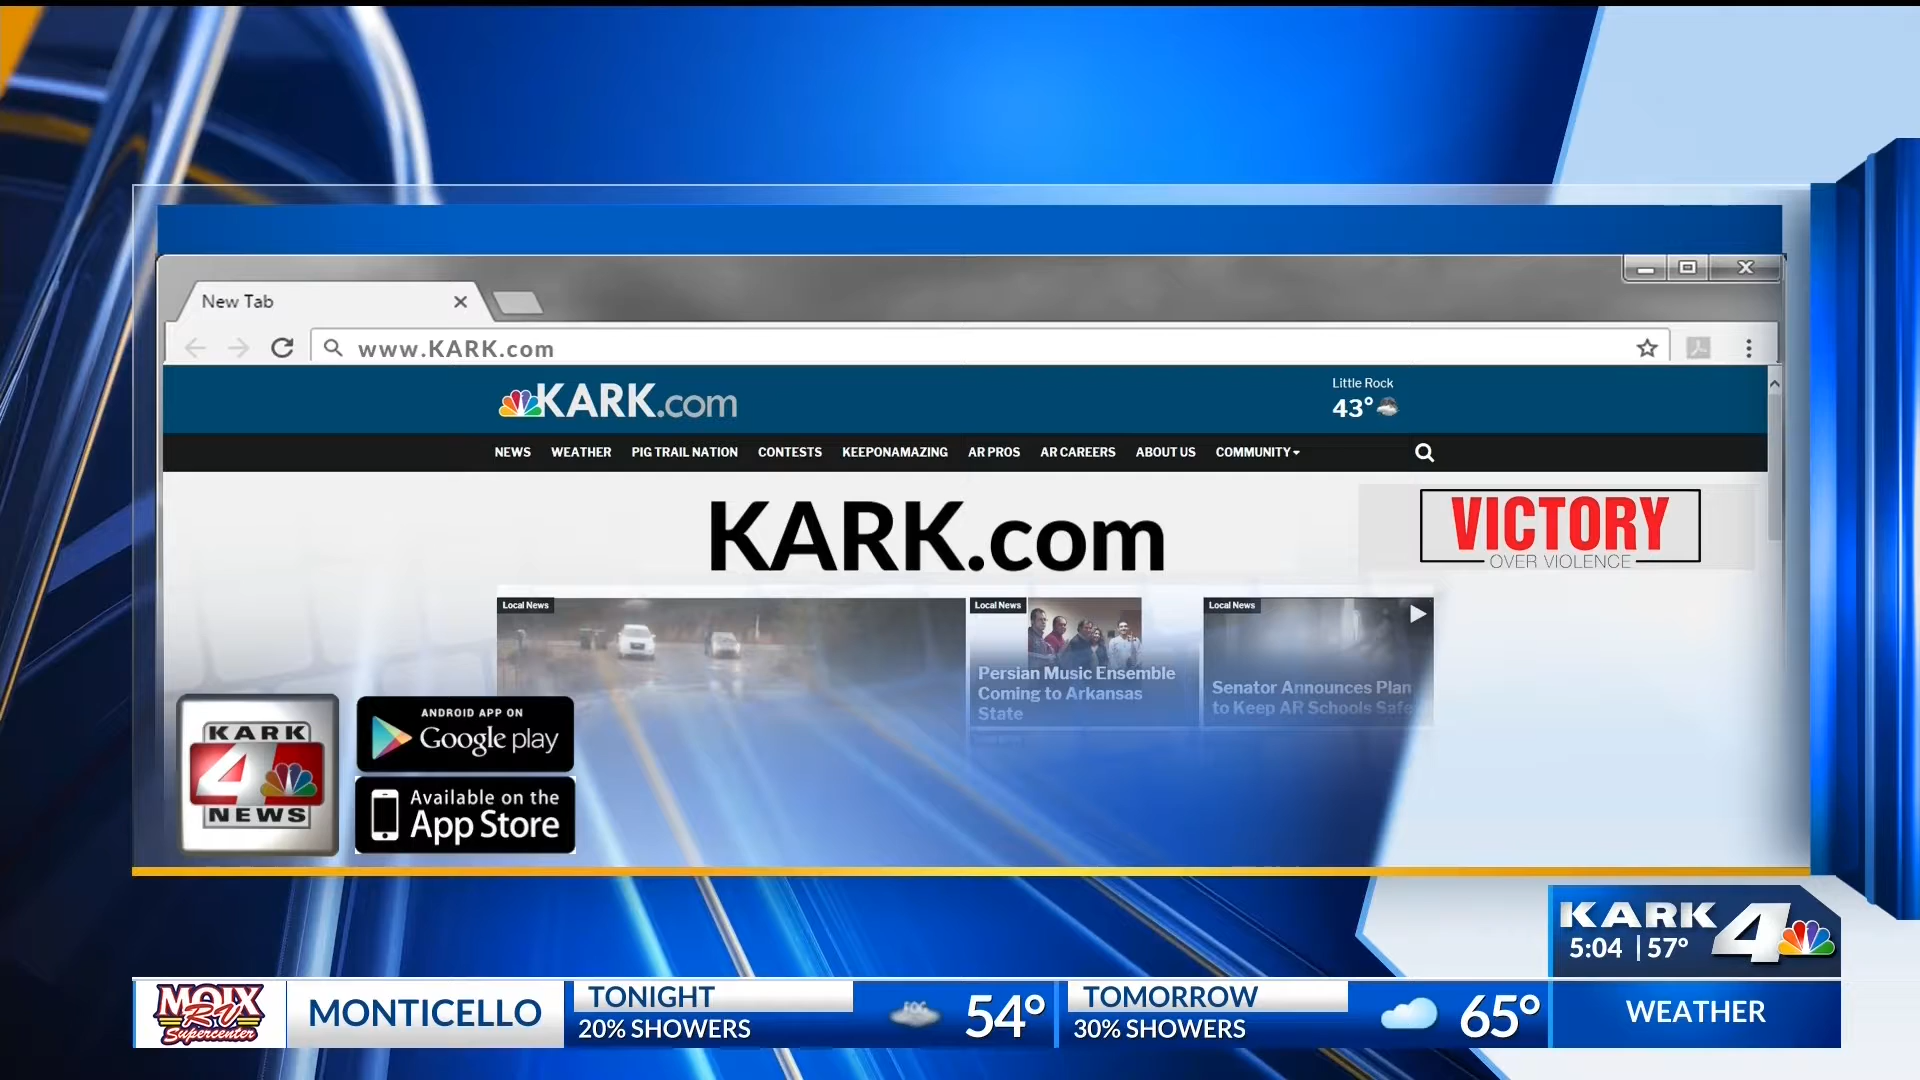 New Tab
www.KARK.com
KARK.com
Little Rock
43°
NEWS WEATHER PIG TRAIL NATION CONTESTS KEEPONAMAZING AR PROS AR CAREERS ABOUT US COMMUNITY
KARK.com
VICTORY
OVER VIOLENCE
Local News
Local News
Persian Music Ensemble
Coming to Arkansas
State
Local News
Senator Announces Plan
to Keep AR Schools Safe
KARK
4
NEWS
ANDROID APP ON
Google play
Available on the
App Store
KARK 4
5:04 | 57°
MOIX
RV
Supercenter
MONTICELLO
TONIGHT
20% SHOWERS
FOG
54°
TOMORROW
30% SHOWERS
65°
WEATHER